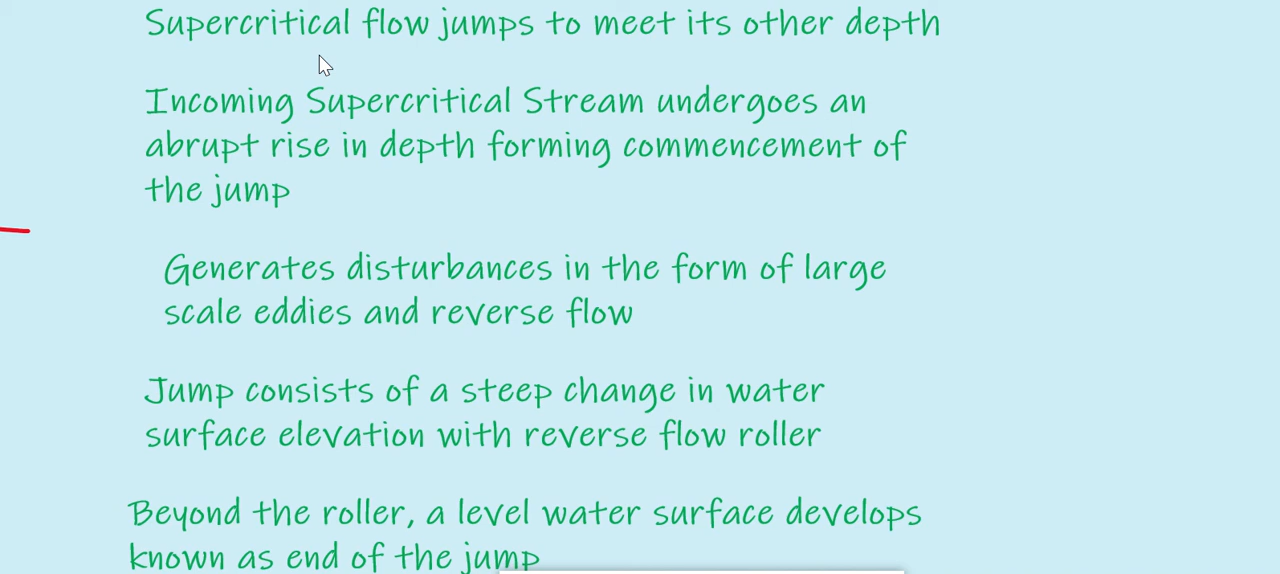 Supercritical flow jumps to meet its other depth
Incoming Supercritical Stream undergoes an
abrupt rise in depth forming commencement of
the jump
Generates disturbances in the form of large
scale eddies and reverse flow
Jump consists of a steep change in water
surface elevation with reverse flow roller
Beyond the roller, a level water surface develops
known as end of the jump